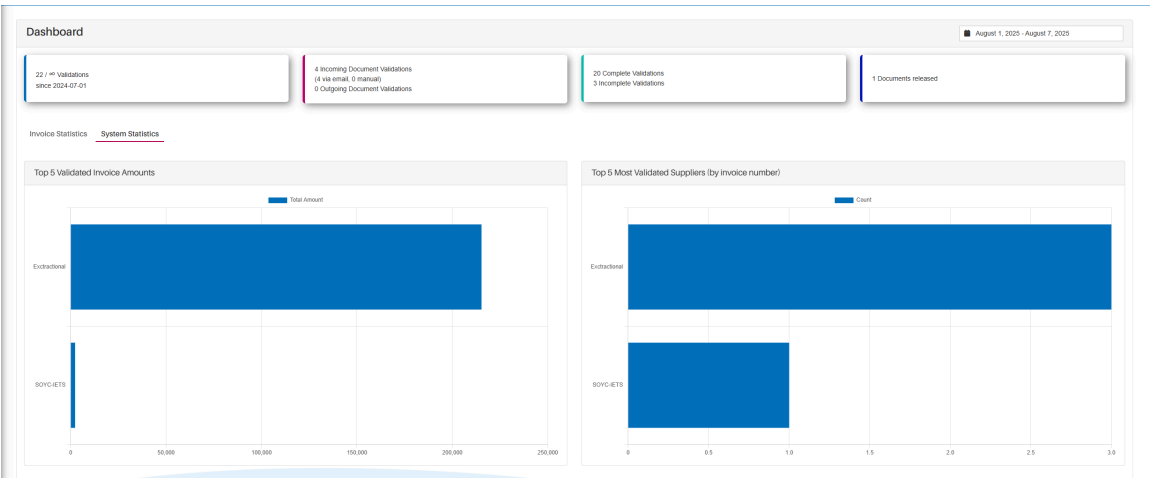 Dashboard
August 1, 2025 - August 7, 2025
22 / ∞ Validations
since 2024-07-01
4 Incoming Document Validations
(4 via email, 0 manual)
0 Outgoing Document Validations
20 Complete Validations
3 Incomplete Validations
1 Documents released
Invoice Statistics
System Statistics
Top 5 Validated Invoice Amounts
Total Amount
Exctractional
SOYC-IETS
0 50,000 100,000 150,000 200,000 250,000
Top 5 Most Validated Suppliers (by invoice number)
Count
Exctractional
SOYC-IETS
0 0.5 1.0 1.5 2.0 2.5 3.0